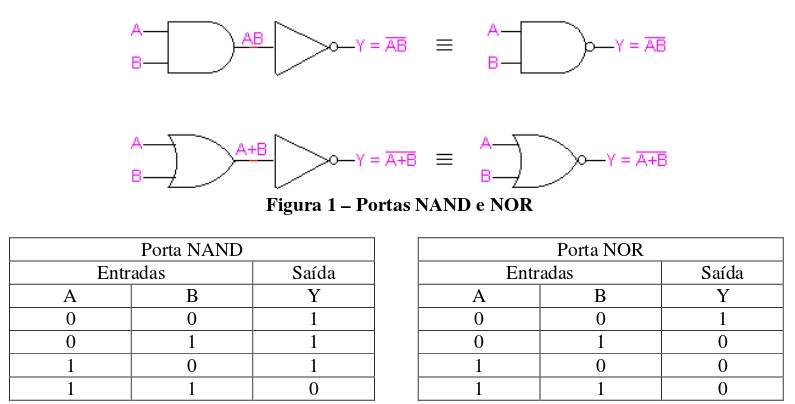 A
B
AB
Y = \overline{AB}
≡
A
B
Y = \overline{AB}
A
B
A+B
Y = \overline{A+B}
≡
A
B
Y = \overline{A+B}
Figura 1 – Portas NAND e NOR
Porta NAND
Entradas Saída
A B Y
0 0 1
0 1 1
1 0 1
1 1 0
Porta NOR
Entradas Saída
A B Y
0 0 1
0 1 0
1 0 0
1 1 0